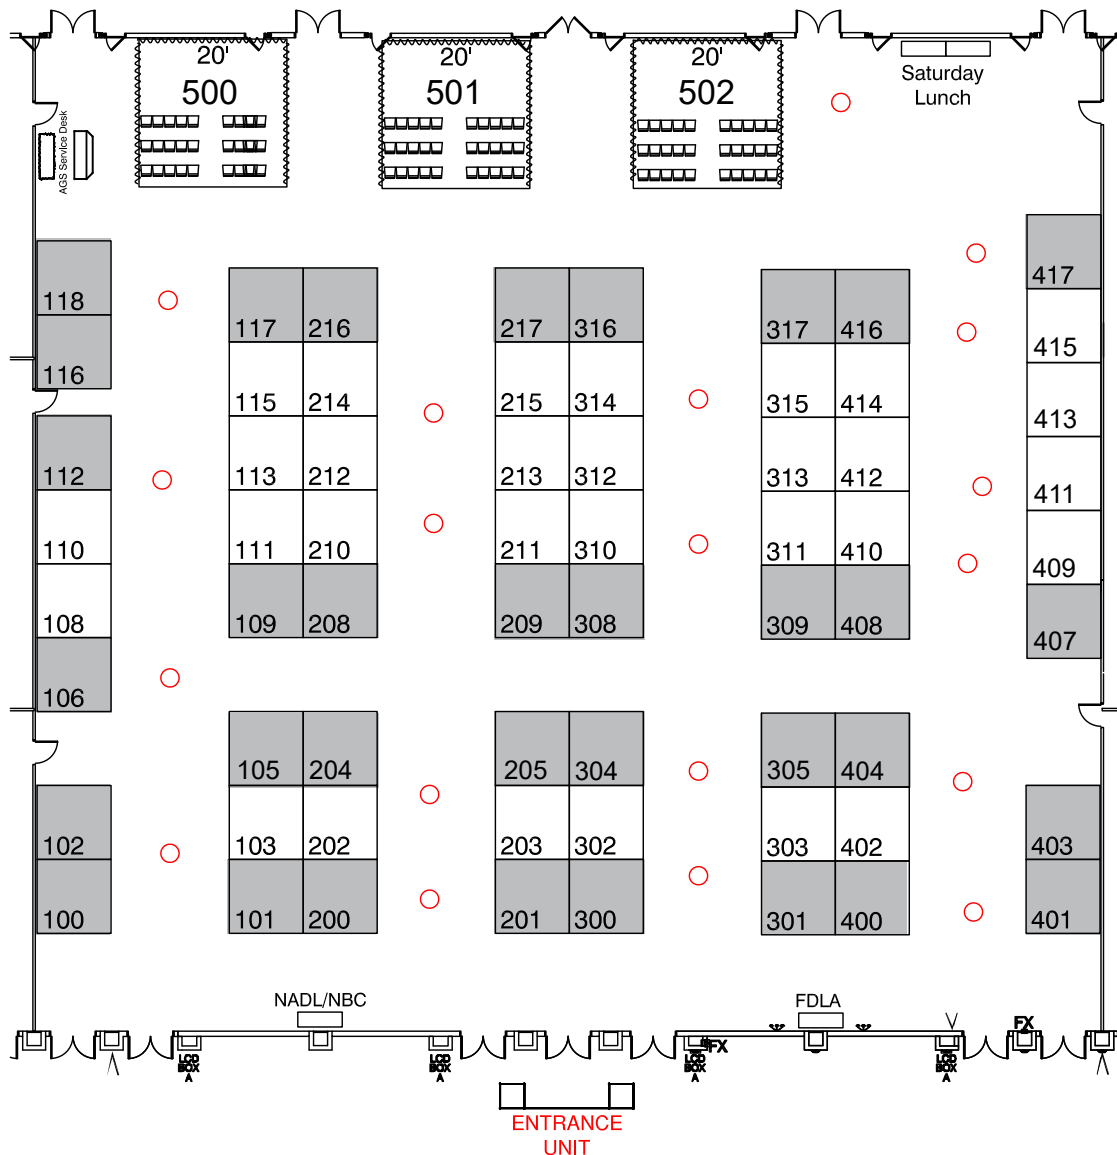 20' 20' 20'
500 501 502
Saturday
Lunch
AGS Service Desk
118 117 216 217 316 317 416 417
116 115 214 215 314 315 414 415
112 113 212 213 312 313 412 413
110 111 210 211 310 311 410 411
108 109 208 209 308 309 408 409
106 407
105 204 205 304 305 404
102 103 202 203 302 303 402 403
100 101 200 201 300 301 400 401
NADL/NBC FDLA
FX
FX
BOX BOX BOX BOX
A A A A
ENTRANCE
UNIT